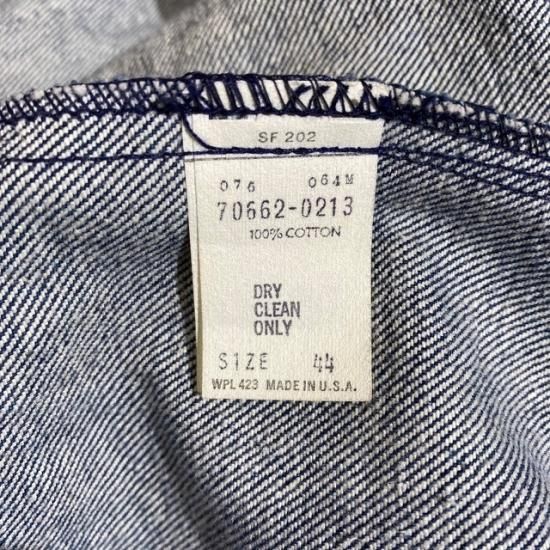 SF 202
076 064M
70662-0213
100% COTTON
DRY
CLEAN
ONLY
SIZE 44
WPL 423 MADE IN U.S.A.